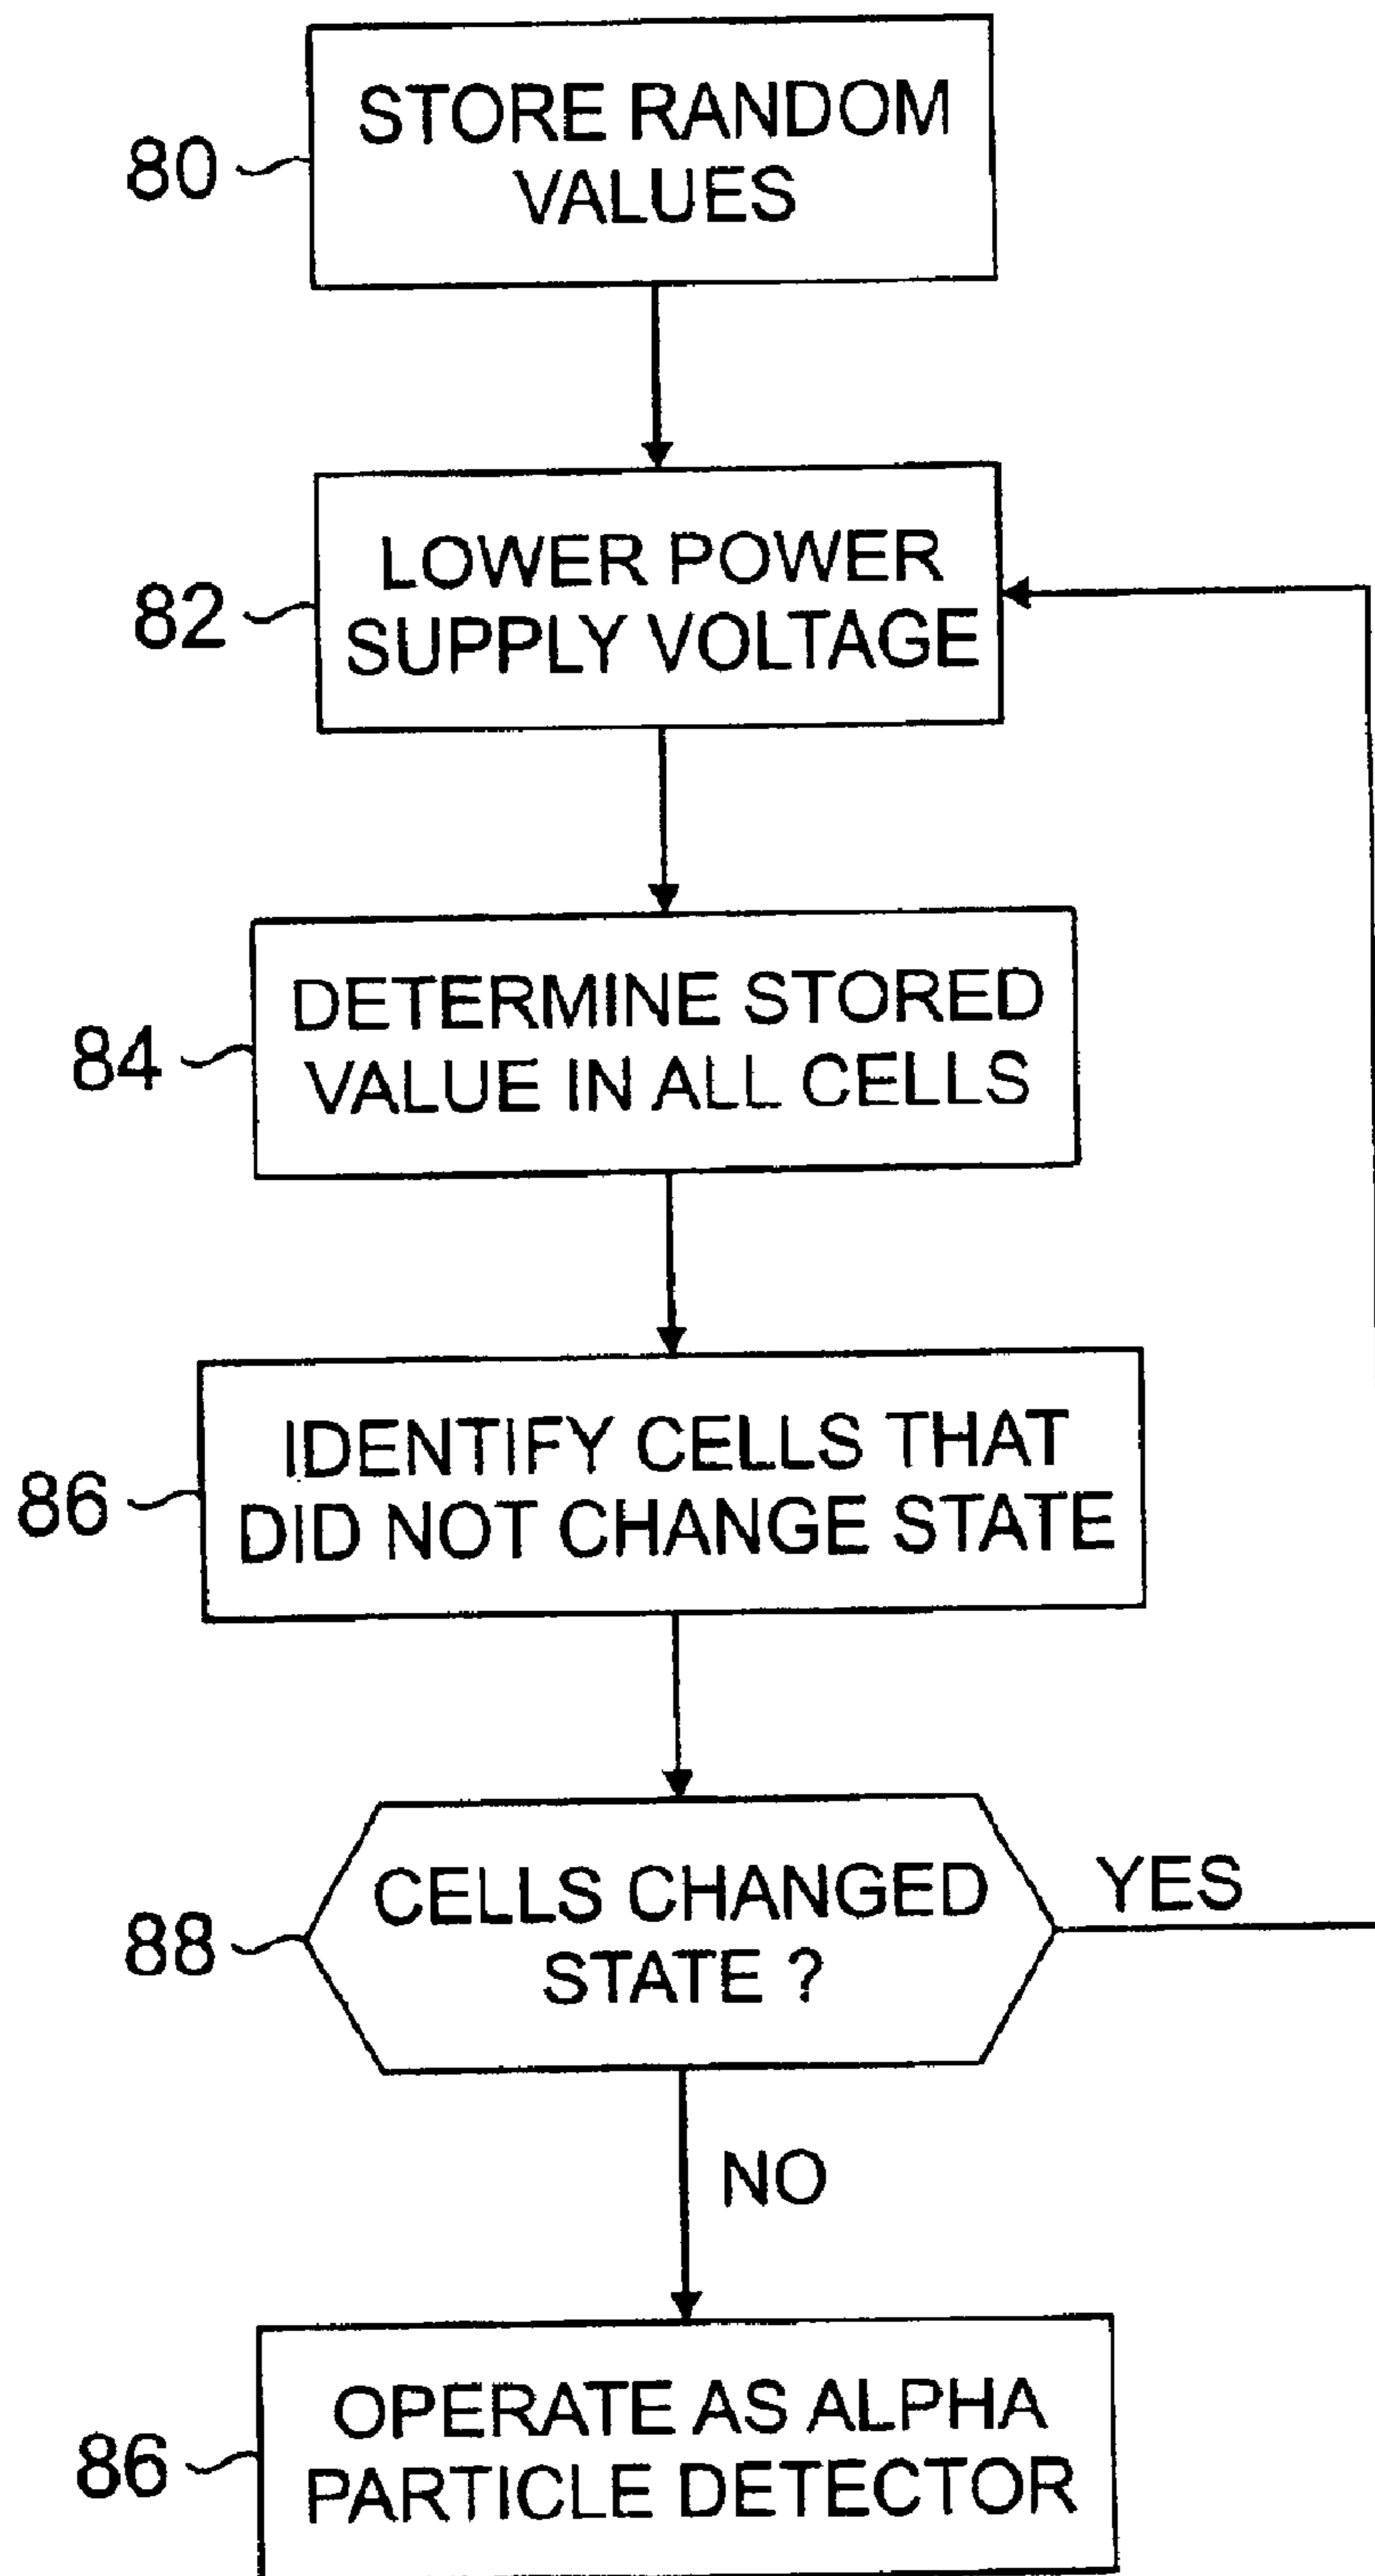 STORE RANDOM
VALUES
80
LOWER POWER
SUPPLY VOLTAGE
82
DETERMINE STORED
VALUE IN ALL CELLS
84
IDENTIFY CELLS THAT
DID NOT CHANGE STATE
86
CELLS CHANGED
STATE ?
88
YES
NO
OPERATE AS ALPHA
PARTICLE DETECTOR
86